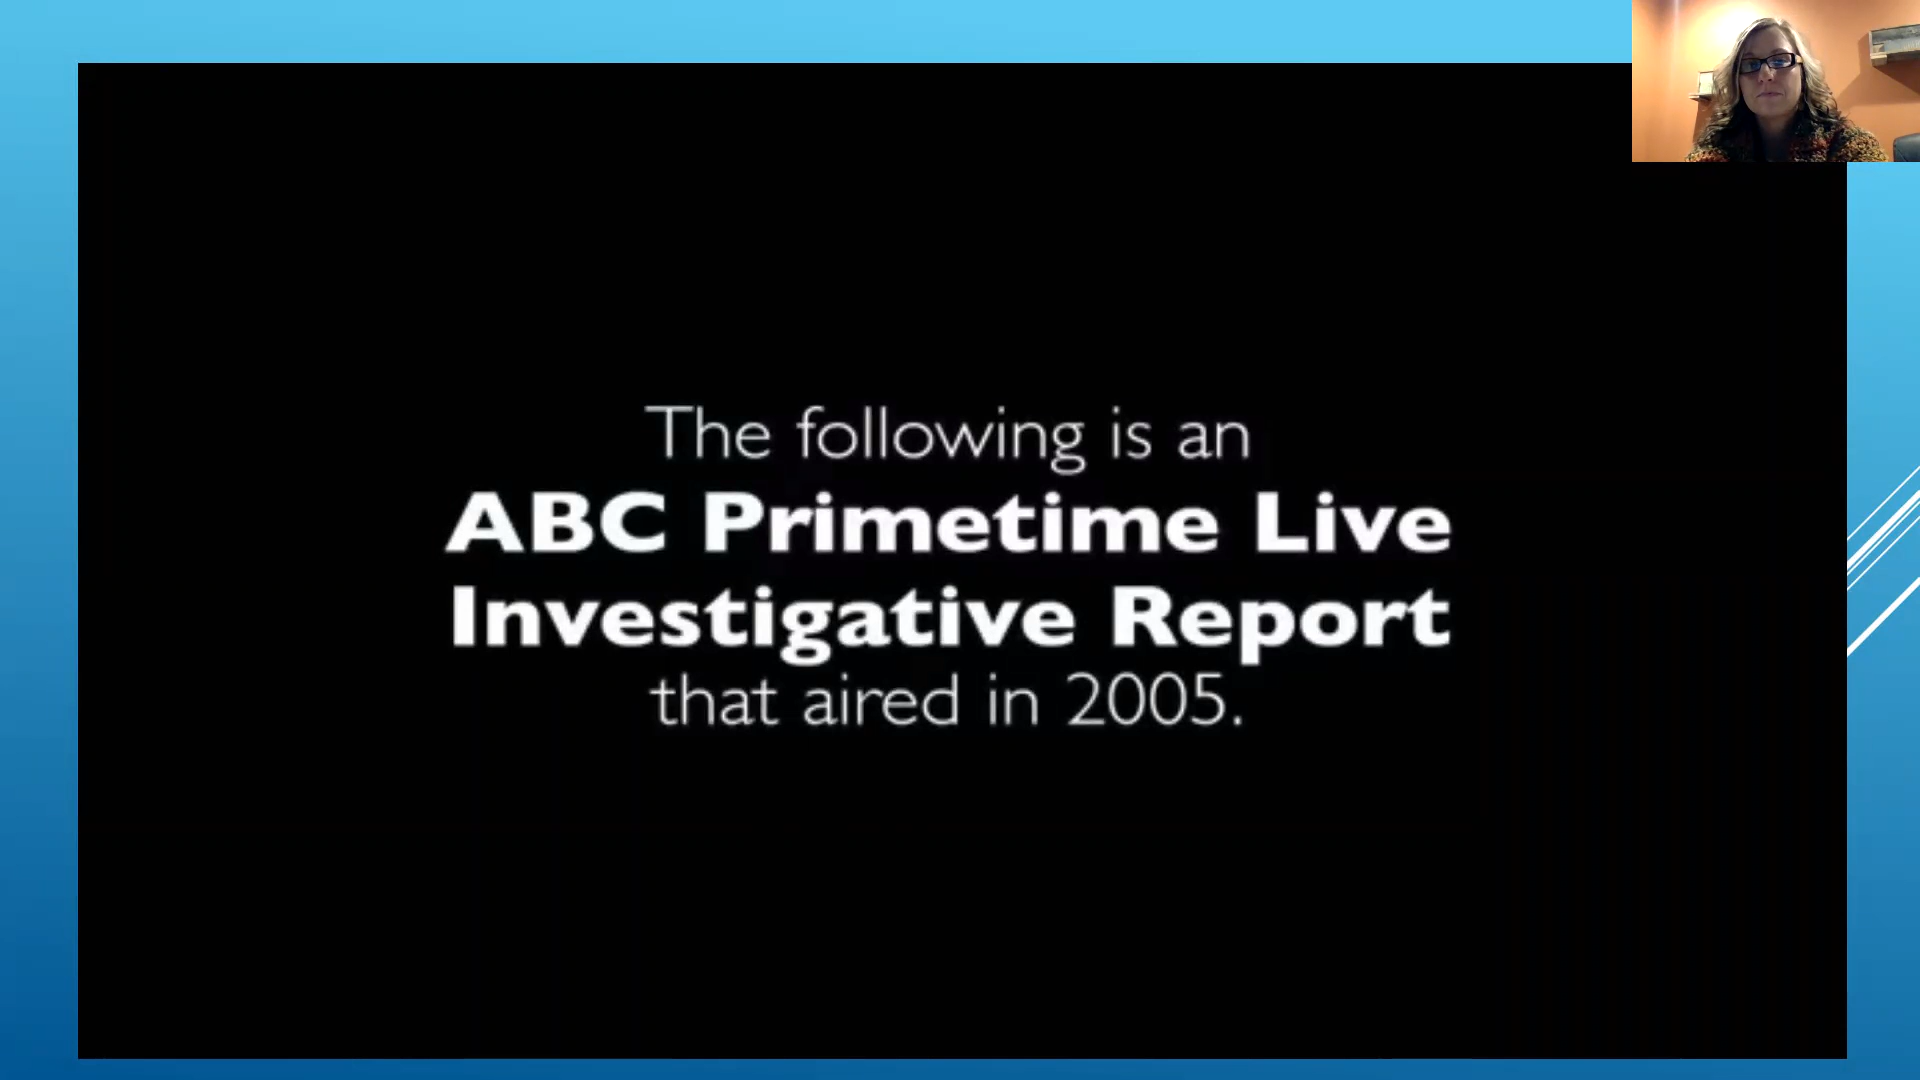 The following is an
ABC Primetime Live
Investigative Report
that aired in 2005.